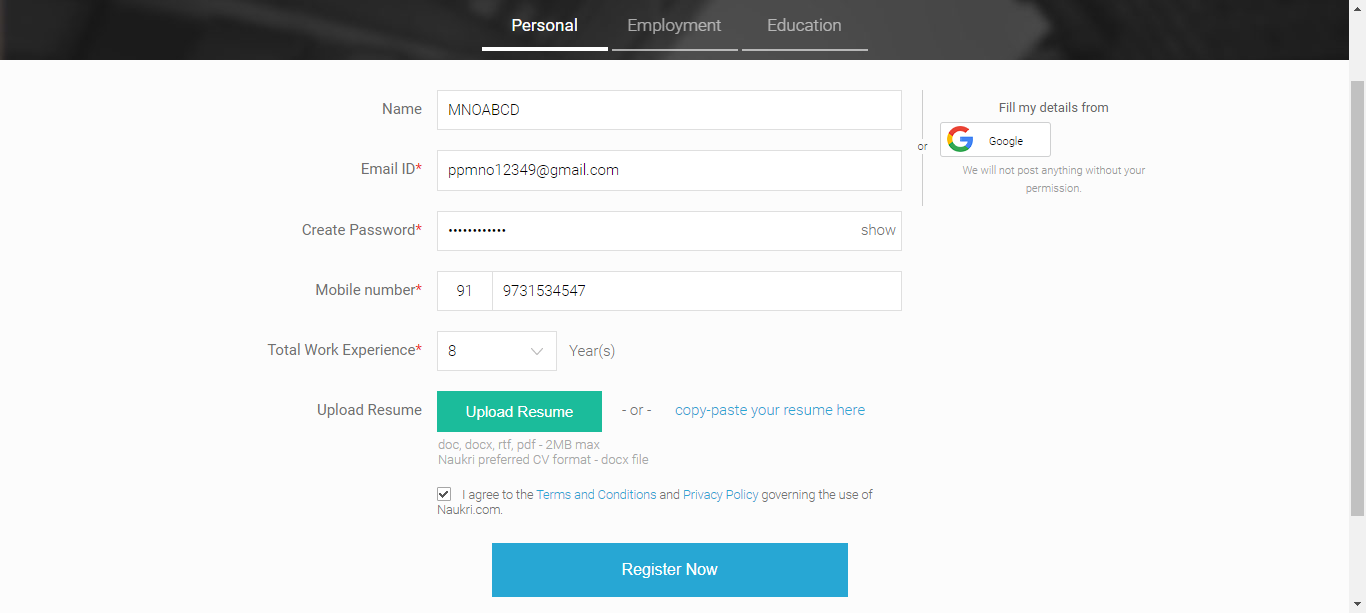 Personal Employment Education
Name MNOABCD
Fill my details from
Google
or
We will not post anything without your
permission.
Email ID* ppmno12349@gmail.com
Create Password* •••••••••••• show
Mobile number* 91 9731534547
Total Work Experience* 8 Year(s)
Upload Resume Upload Resume - or - copy-paste your resume here
doc, docx, rtf, pdf - 2MB max
Naukri preferred CV format - docx file
I agree to the Terms and Conditions and Privacy Policy governing the use of
Naukri.com.
Register Now